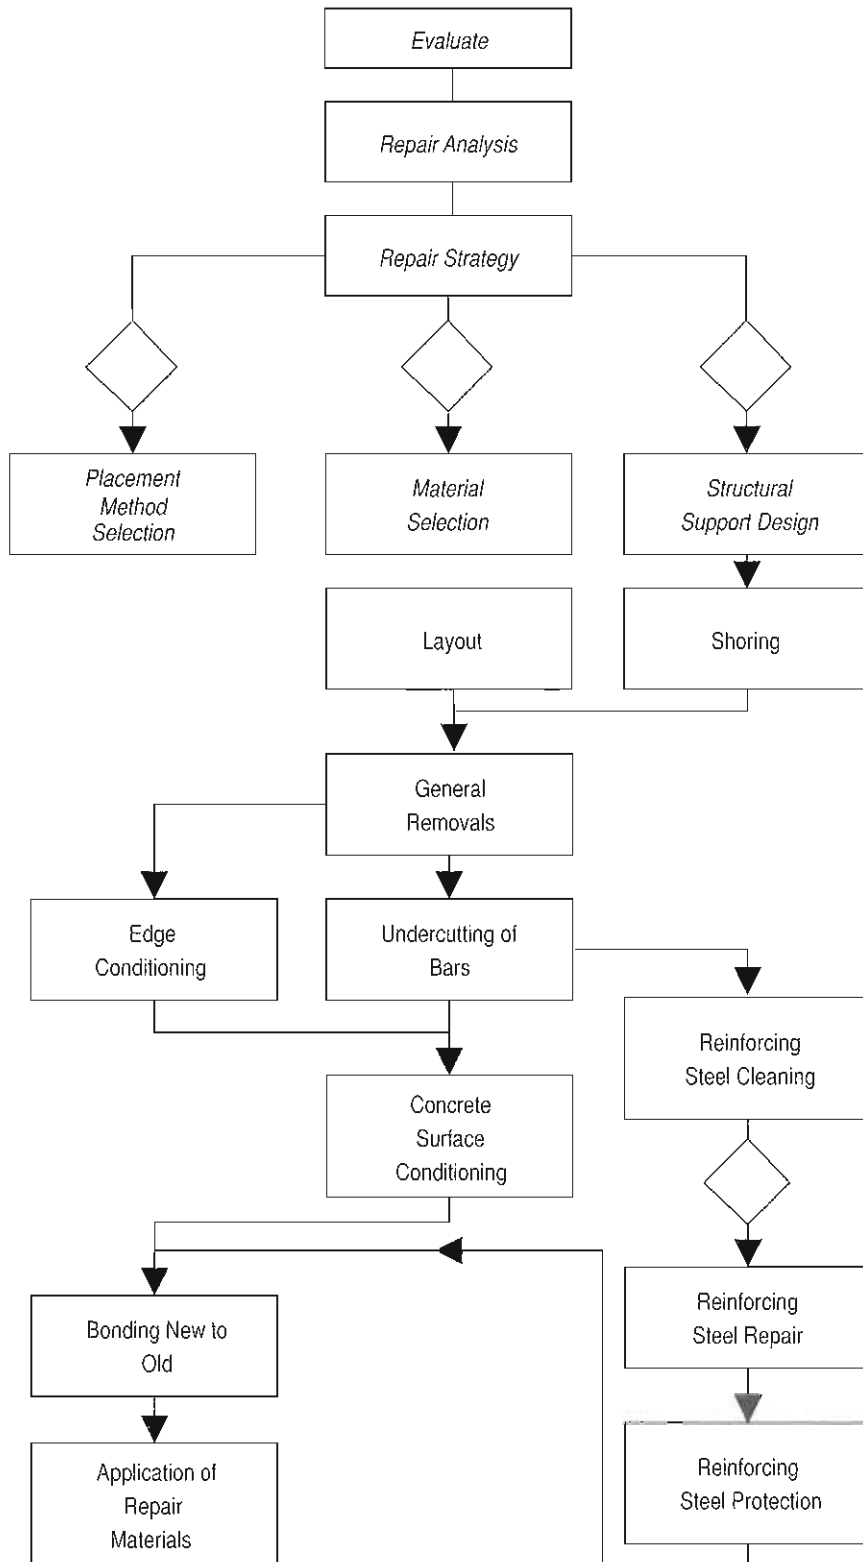 Evaluate
Repair Analysis
Repair Strategy
Placement
Method
Selection
Material
Selection
Structural
Support Design
Layout
Shoring
General
Removals
Edge
Conditioning
Undercutting of
Bars
Reinforcing
Steel Cleaning
Concrete
Surface
Conditioning
Bonding New to
Old
Reinforcing
Steel Repair
Application of
Repair
Materials
Reinforcing
Steel Protection